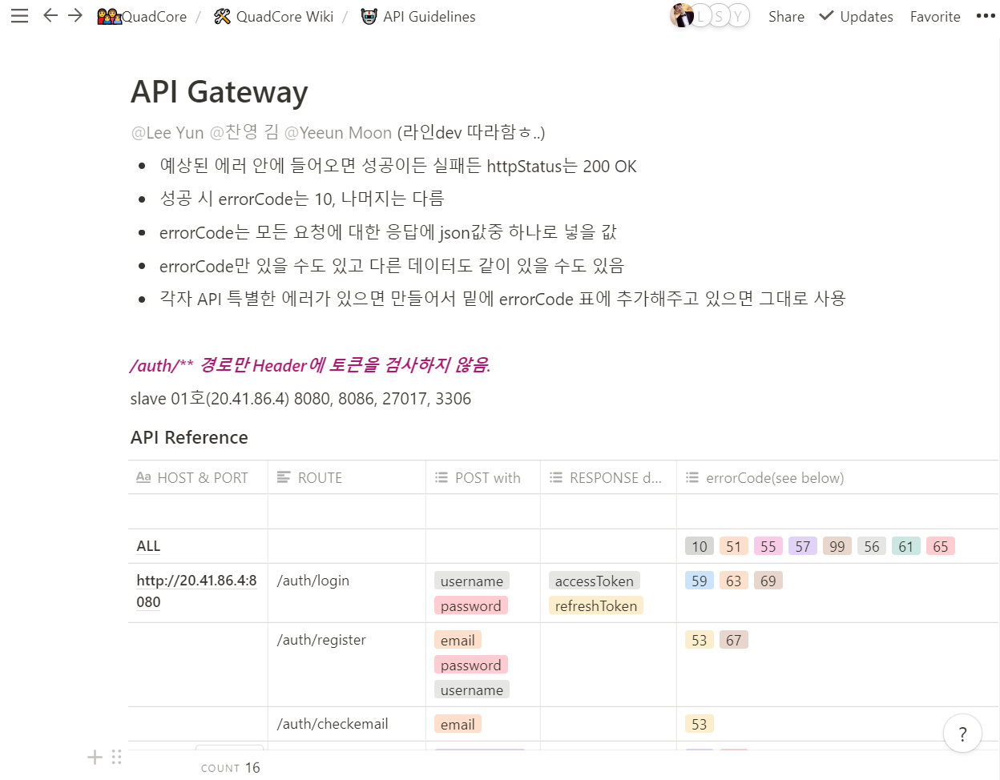 QuadCore / QuadCore Wiki / API Guidelines
L S Y Share Updates Favorite
API Gateway
@Lee Yun @찬영 김 @Yeeun Moon (라인dev 따라함ㅎ..)
예상된 에러 안에 들어오면 성공이든 실패든 httpStatus는 200 OK
성공 시 errorCode는 10, 나머지는 다름
errorCode는 모든 요청에 대한 응답에 json값중 하나로 넣을 값
errorCode만 있을 수도 있고 다른 데이터도 같이 있을 수도 있음
각자 API 특별한 에러가 있으면 만들어서 밑에 errorCode 표에 추가해주고 있으면 그대로 사용
/auth/** 경로만 Header에 토큰을 검사하지 않음.
slave 01호(20.41.86.4) 8080, 8086, 27017, 3306
API Reference
Aa HOST & PORT ROUTE POST with RESPONSE d... errorCode(see below)
ALL 10 51 55 57 99 56 61 65
http://20.41.86.4:8 /auth/login username accessToken 59 63 69
080 password refreshToken
/auth/register email 53 67
password
username
/auth/checkemail email 53
?
COUNT 16